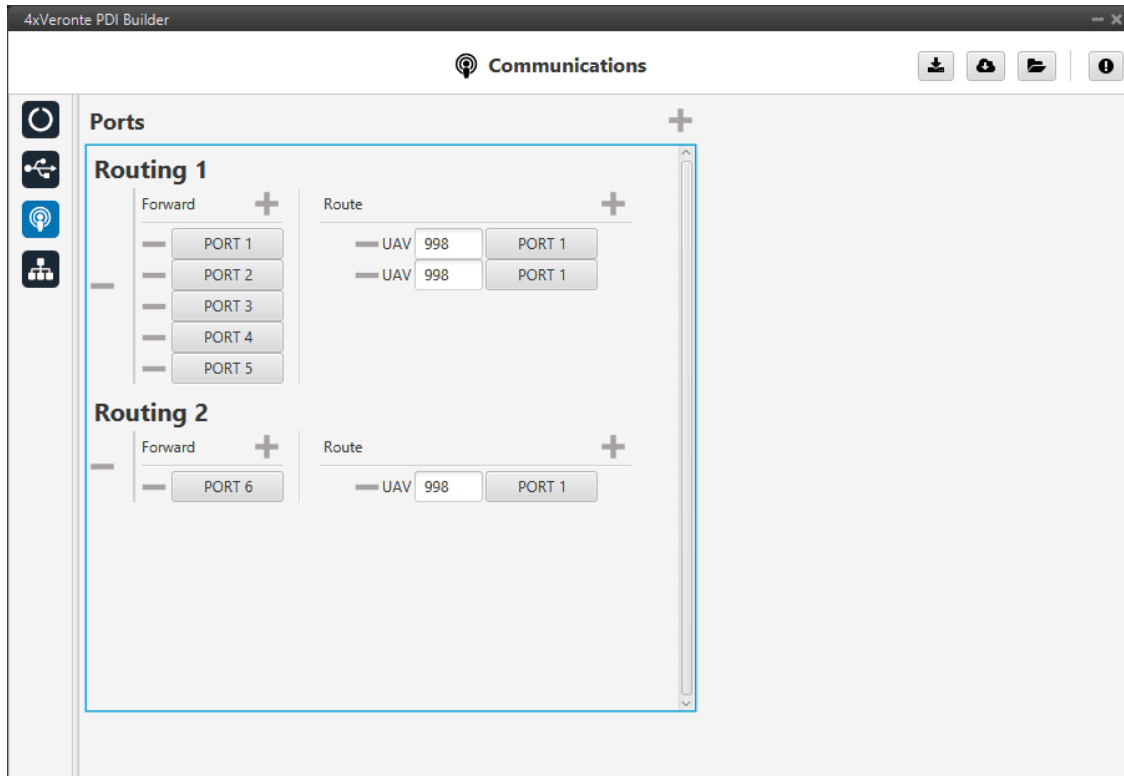 4xVeronte PDI Builder
Communications
Ports
Routing 1
Forward Route
PORT 1 UAV 998 PORT 1
PORT 2 UAV 998 PORT 1
PORT 3
PORT 4
PORT 5
Routing 2
Forward Route
PORT 6 UAV 998 PORT 1